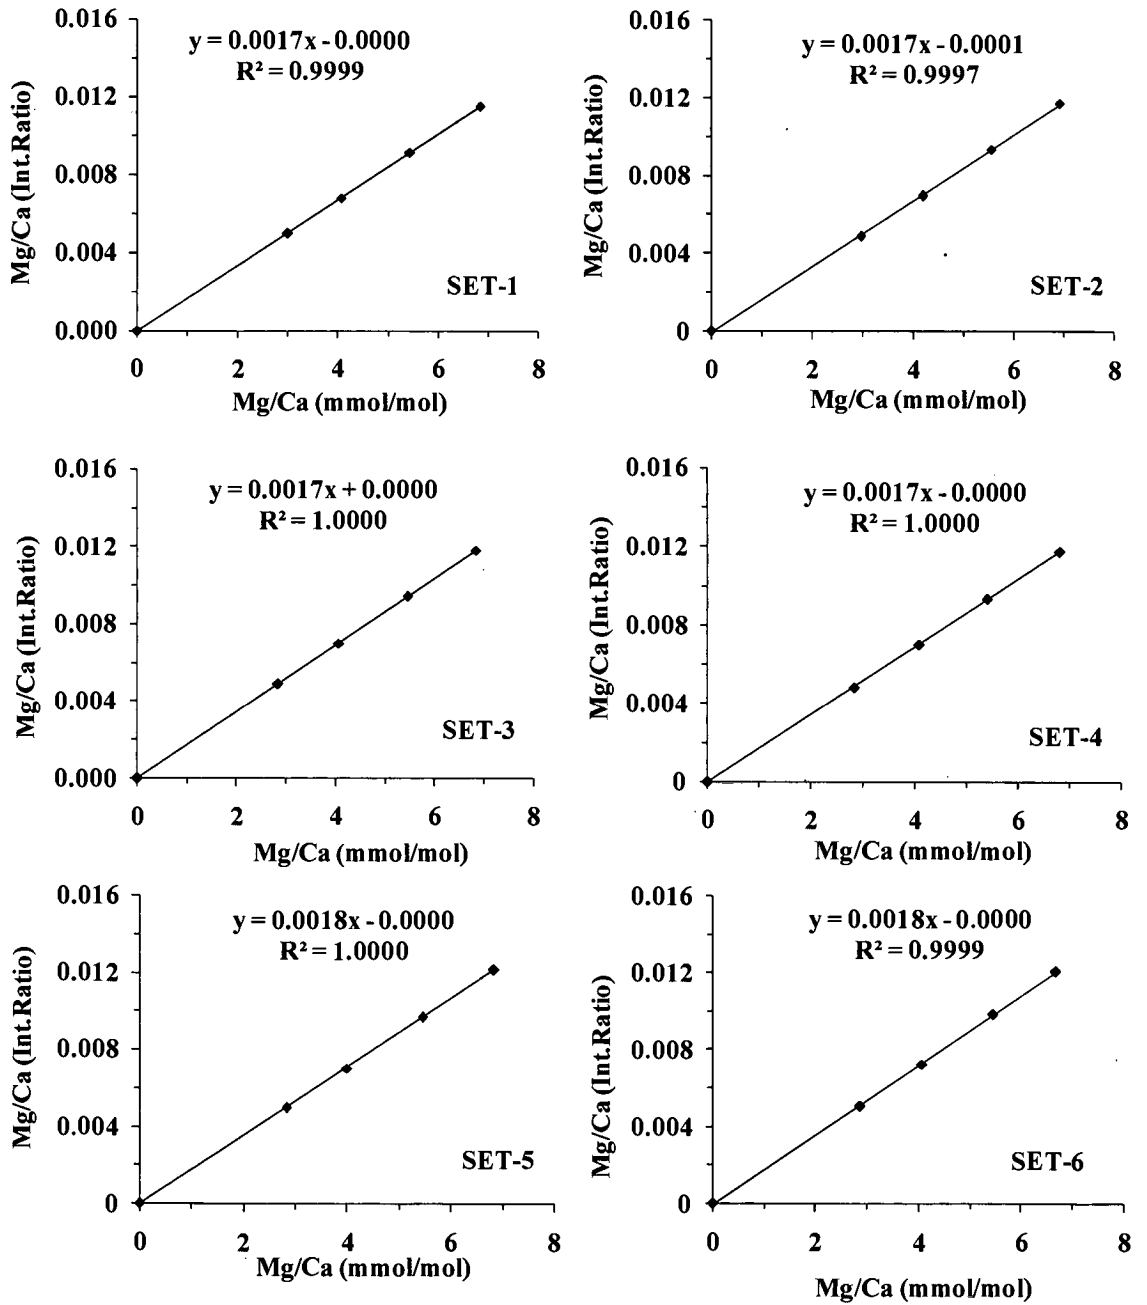 0.016
y = 0.0017x - 0.0000
R² = 0.9999
0.012
0.008
0.004
0.000
Mg/Ca (Int.Ratio)
SET-1
0 2 4 6 8
Mg/Ca (mmol/mol)
0.016
y = 0.0017x - 0.0001
R² = 0.9997
0.012
0.008
0.004
0
Mg/Ca (Int.Ratio)
SET-2
0 2 4 6 8
Mg/Ca (mmol/mol)
0.016
y = 0.0017x + 0.0000
R² = 1.0000
0.012
0.008
0.004
0.000
Mg/Ca (Int.Ratio)
SET-3
0 2 4 6 8
Mg/Ca (mmol/mol)
0.016
y = 0.0017x - 0.0000
R² = 1.0000
0.012
0.008
0.004
0
Mg/Ca (Int.Ratio)
SET-4
0 2 4 6 8
Mg/Ca (mmol/mol)
0.016
y = 0.0018x - 0.0000
R² = 1.0000
0.012
0.008
0.004
0
Mg/Ca (Int.Ratio)
SET-5
0 2 4 6 8
Mg/Ca (mmol/mol)
0.016
y = 0.0018x - 0.0000
R² = 0.9999
0.012
0.008
0.004
0
Mg/Ca (Int.Ratio)
SET-6
0 2 4 6 8
Mg/Ca (mmol/mol)